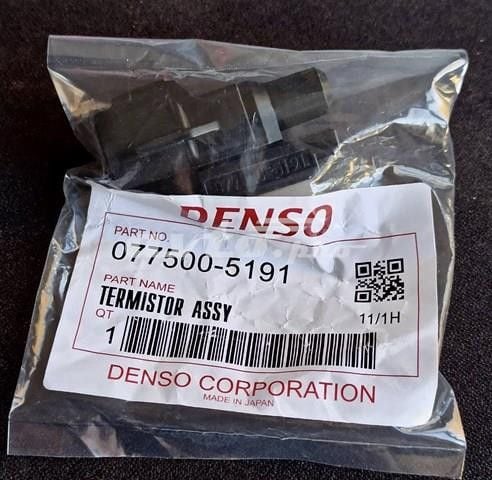 DENSO
PART NO.
077500-5191
PART NAME
TERMISTOR ASSY
QT
1
11/1H
DENSO CORPORATION
MADE IN JAPAN